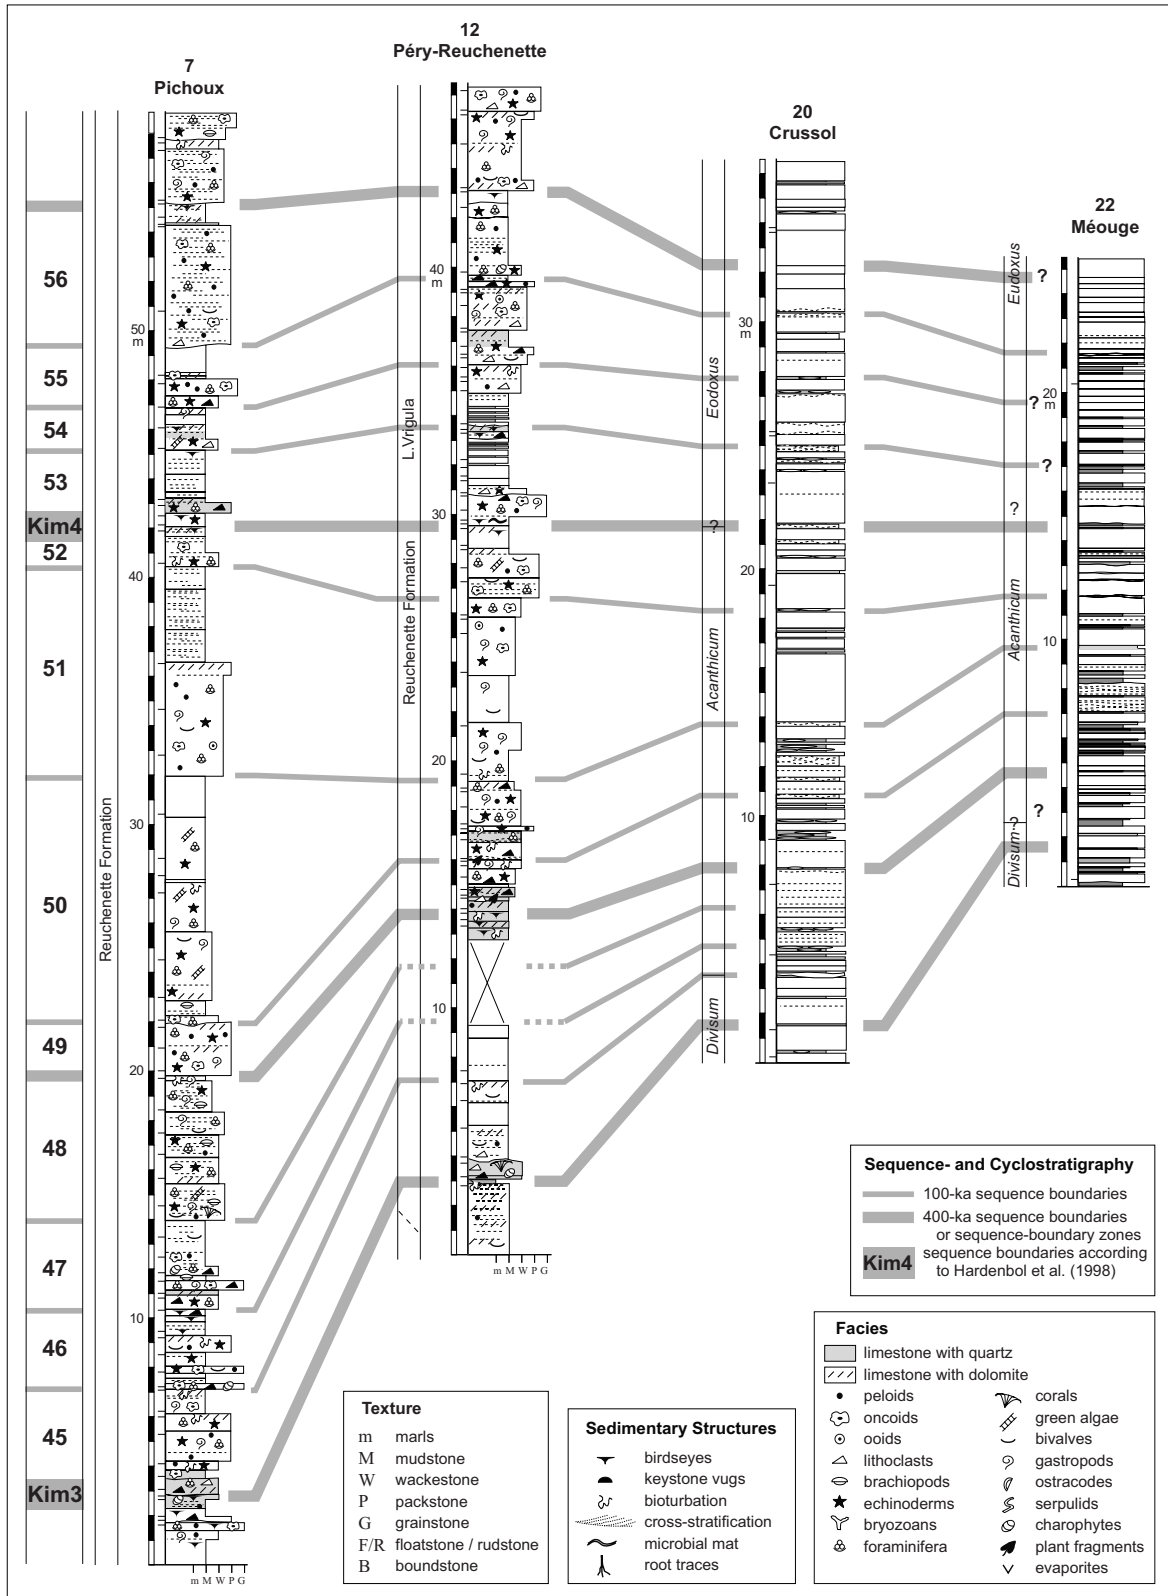 7
Pichoux
12
Péry-Reuchenette
20
Crussol
22
Méouge
56
55
54
53
Kim4
52
51
50
49
48
47
46
45
Kim3
Reuchenette Formation
50
m
40
30
20
10
m M W P G
L.Vrigula
Reuchenette Formation
40
m
30
20
10
m M W P G
Eodoxus
?
Acanthicum
Divisum
30
m
20
10
Eudoxus
?
Acanthicum
?
Divisum
?
?
?
?
20
m
10
Sequence- and Cyclostratigraphy
100-ka sequence boundaries
400-ka sequence boundaries
or sequence-boundary zones
Kim4 sequence boundaries according
to Hardenbol et al. (1998)
Texture
m marls
M mudstone
W wackestone
P packstone
G grainstone
F/R floatstone / rudstone
B boundstone
Sedimentary Structures
birdseyes
keystone vugs
bioturbation
cross-stratification
microbial mat
root traces
Facies
limestone with quartz
limestone with dolomite
peloids
oncoids
ooids
lithoclasts
brachiopods
echinoderms
bryozoans
foraminifera
corals
green algae
bivalves
gastropods
ostracodes
serpulids
charophytes
plant fragments
evaporites